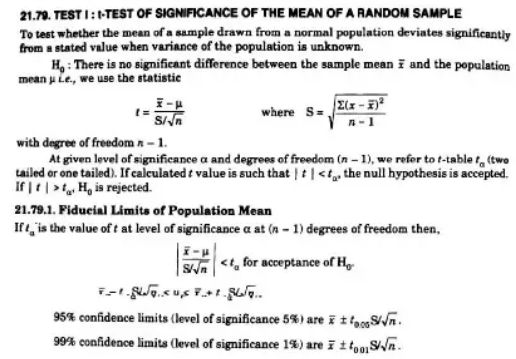 21.79. TEST I : t-TEST OF SIGNIFICANCE OF THE MEAN OF A RANDOM SAMPLE
To test whether the mean of a sample drawn from a normal population deviates significantly
from a stated value when variance of the population is unknown.
H₀ : There is no significant difference between the sample mean x̄ and the population
mean μ i.e., we use the statistic
t = (x̄ − μ)/(S/√n) where S = √(Σ(x − x̄)²/(n − 1))
with degree of freedom n − 1.
At given level of significance α and degrees of freedom (n − 1), we refer to t-table tα (two
tailed or one tailed). If calculated t value is such that | t | < tα, the null hypothesis is accepted.
If | t | > tα, H₀ is rejected.
21.79.1. Fiducial Limits of Population Mean
If tα is the value of t at level of significance α at (n − 1) degrees of freedom then,
|(x̄ − μ)/(S/√n)| < tα for acceptance of H₀.
95% confidence limits (level of significance 5%) are x̄ ± t₀.₀₅ S/√n.
99% confidence limits (level of significance 1%) are x̄ ± t₀.₀₁ S/√n.